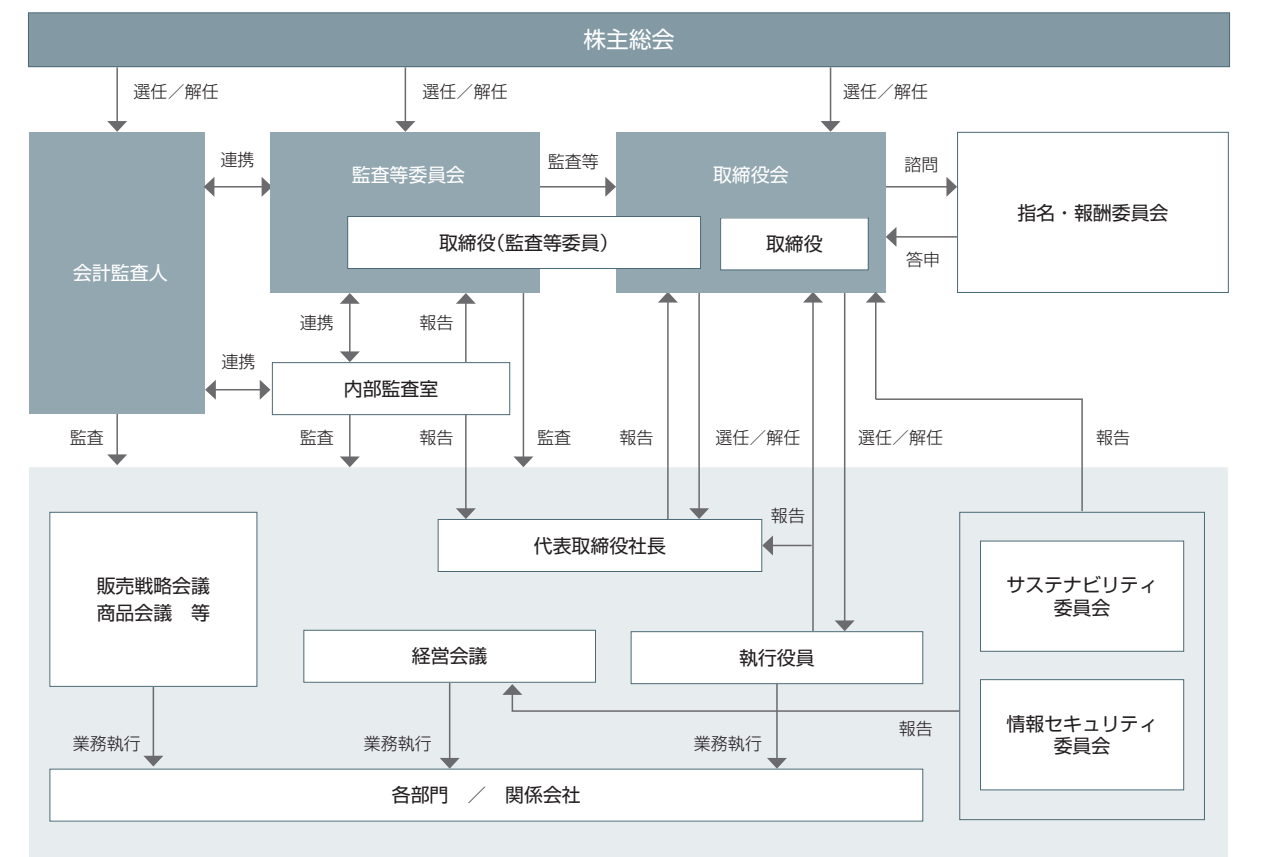 株主総会
選任／解任
選任／解任
選任／解任
会計監査人
連携
監査等委員会
監査等
取締役会
諮問
答申
指名・報酬委員会
取締役（監査等委員）
取締役
連携
報告
連携
内部監査室
監査
監査
報告
監査
報告
選任／解任
選任／解任
報告
販売戦略会議
商品会議　等
代表取締役社長
報告
サステナビリティ
委員会
経営会議
執行役員
情報セキュリティ
委員会
報告
業務執行
業務執行
業務執行
各部門　／　関係会社